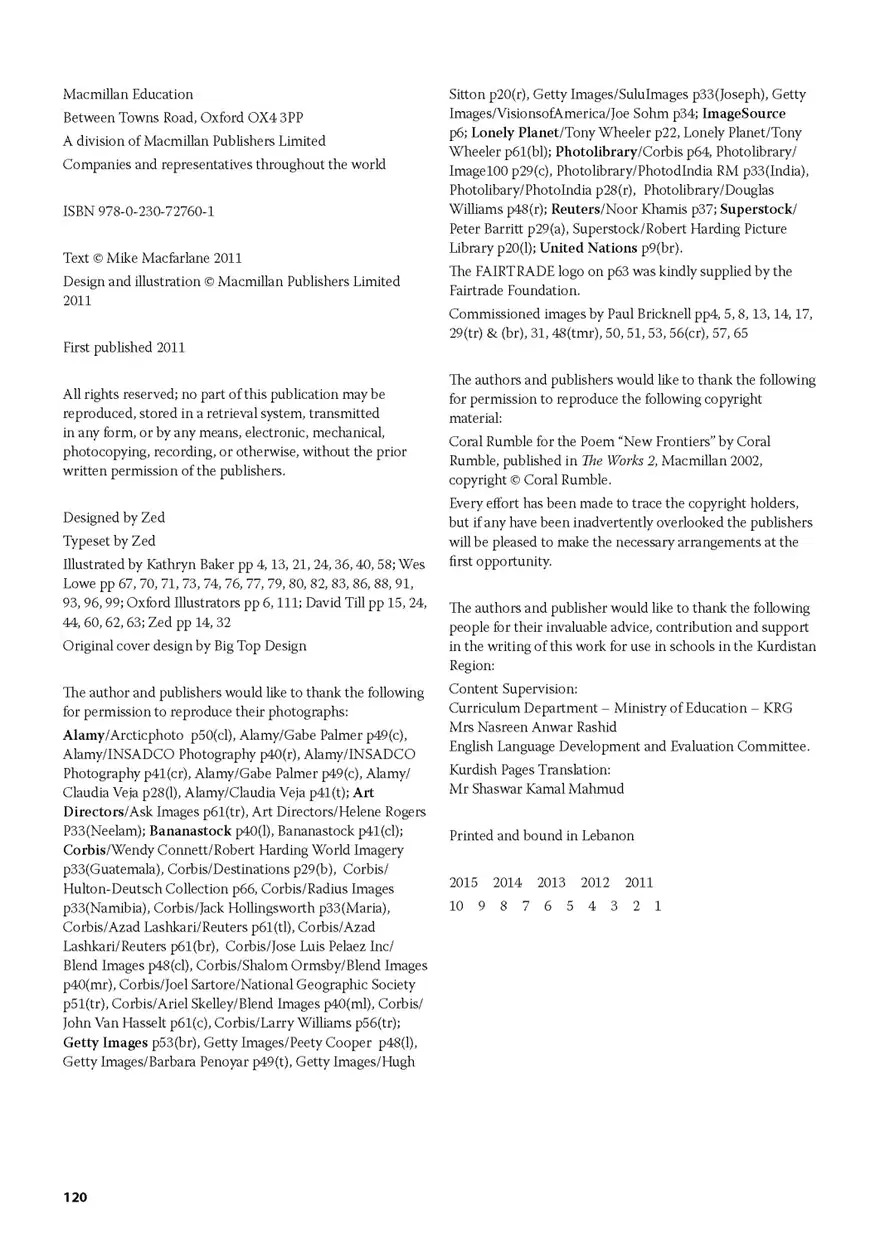 Macmillan Education
Between Towns Road, Oxford OX4 3PP
A division of Macmillan Publishers Limited
Companies and representatives throughout the world
ISBN 978-0-230-72760-1
Text © Mike Macfarlane 2011
Design and illustration © Macmillan Publishers Limited
2011
First published 2011
All rights reserved; no part of this publication may be
reproduced, stored in a retrieval system, transmitted
in any form, or by any means, electronic, mechanical,
photocopying, recording, or otherwise, without the prior
written permission of the publishers.
Designed by Zed
Typeset by Zed
Illustrated by Kathryn Baker pp 4, 13, 21, 24, 36, 40, 58; Wes
Lowe pp 67, 70, 71, 73, 74, 76, 77, 79, 80, 82, 83, 86, 88, 91,
93, 96, 99; Oxford Illustrators pp 6, 111; David Till pp 15, 24,
44, 60, 62, 63; Zed pp 14, 32
Original cover design by Big Top Design
The author and publishers would like to thank the following
for permission to reproduce their photographs:
Alamy/Arcticphoto p50(cl), Alamy/Gabe Palmer p49(c),
Alamy/INSADCO Photography p40(r), Alamy/INSADCO
Photography p41(cr), Alamy/Gabe Palmer p49(c), Alamy/
Claudia Veja p28(l), Alamy/Claudia Veja p41(t); Art
Directors/Ask Images p61(tr), Art Directors/Helene Rogers
P33(Neelam); Bananastock p40(l), Bananastock p41(cl);
Corbis/Wendy Connett/Robert Harding World Imagery
p33(Guatemala), Corbis/Destinations p29(b), Corbis/
Hulton-Deutsch Collection p66, Corbis/Radius Images
p33(Namibia), Corbis/Jack Hollingsworth p33(Maria),
Corbis/Azad Lashkari/Reuters p61(tl), Corbis/Azad
Lashkari/Reuters p61(br), Corbis/Jose Luis Pelaez Inc/
Blend Images p48(cl), Corbis/Shalom Ormsby/Blend Images
p40(mr), Corbis/Joel Sartore/National Geographic Society
p51(tr), Corbis/Ariel Skelley/Blend Images p40(ml), Corbis/
John Van Hasselt p61(c), Corbis/Larry Williams p56(tr);
Getty Images p53(br), Getty Images/Peety Cooper p48(l),
Getty Images/Barbara Penoyar p49(t), Getty Images/Hugh
Sitton p20(r), Getty Images/SuluImages p33(Joseph), Getty
Images/VisionsofAmerica/Joe Sohm p34; ImageSource
p6; Lonely Planet/Tony Wheeler p22, Lonely Planet/Tony
Wheeler p61(bl); Photolibrary/Corbis p64, Photolibrary/
Image100 p29(c), Photolibrary/PhotodIndia RM p33(India),
Photolibary/PhotoIndia p28(r), Photolibrary/Douglas
Williams p48(r); Reuters/Noor Khamis p37; Superstock/
Peter Barritt p29(a), Superstock/Robert Harding Picture
Library p20(l); United Nations p9(br).
The FAIRTRADE logo on p63 was kindly supplied by the
Fairtrade Foundation.
Commissioned images by Paul Bricknell pp4, 5, 8, 13, 14, 17,
29(tr) & (br), 31, 48(tmr), 50, 51, 53, 56(cr), 57, 65
The authors and publishers would like to thank the following
for permission to reproduce the following copyright
material:
Coral Rumble for the Poem “New Frontiers” by Coral
Rumble, published in The Works 2, Macmillan 2002,
copyright © Coral Rumble.
Every effort has been made to trace the copyright holders,
but if any have been inadvertently overlooked the publishers
will be pleased to make the necessary arrangements at the
first opportunity.
The authors and publisher would like to thank the following
people for their invaluable advice, contribution and support
in the writing of this work for use in schools in the Kurdistan
Region:
Content Supervision:
Curriculum Department – Ministry of Education – KRG
Mrs Nasreen Anwar Rashid
English Language Development and Evaluation Committee.
Kurdish Pages Translation:
Mr Shaswar Kamal Mahmud
Printed and bound in Lebanon
2015 2014 2013 2012 2011
10 9 8 7 6 5 4 3 2 1
120